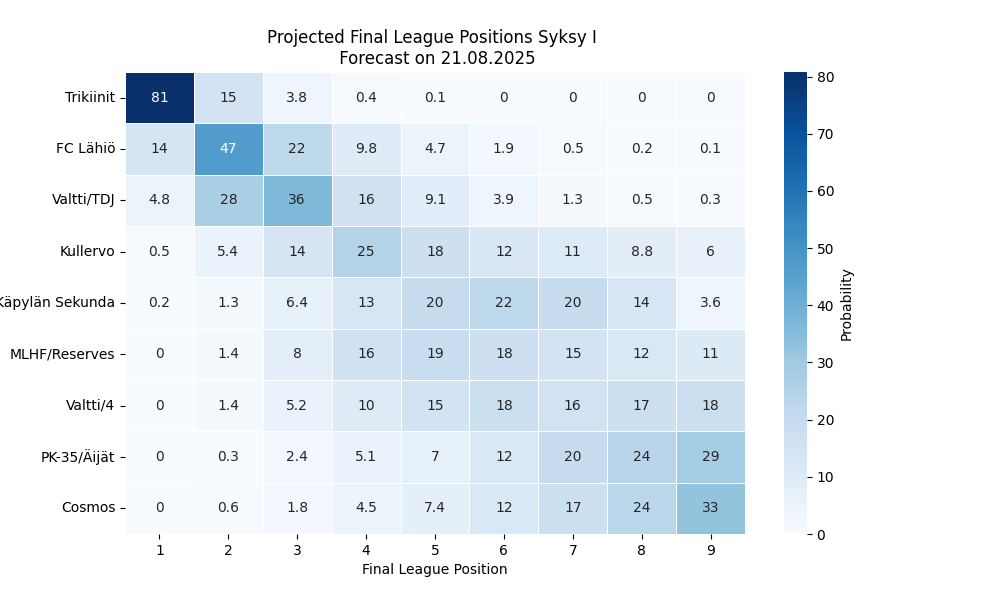 Projected Final League Positions Syksy I
Forecast on 21.08.2025
Trikiinit 81 15 3.8 0.4 0.1 0 0 0 0
FC Lähiö 14 47 22 9.8 4.7 1.9 0.5 0.2 0.1
Valtti/TDJ 4.8 28 36 16 9.1 3.9 1.3 0.5 0.3
Kullervo 0.5 5.4 14 25 18 12 11 8.8 6
Käpylän Sekunda 0.2 1.3 6.4 13 20 22 20 14 3.6
MLHF/Reserves 0 1.4 8 16 19 18 15 12 11
Valtti/4 0 1.4 5.2 10 15 18 16 17 18
PK-35/Äijät 0 0.3 2.4 5.1 7 12 20 24 29
Cosmos 0 0.6 1.8 4.5 7.4 12 17 24 33
1 2 3 4 5 6 7 8 9
Final League Position
80
70
60
50
40
30
20
10
0
Probability